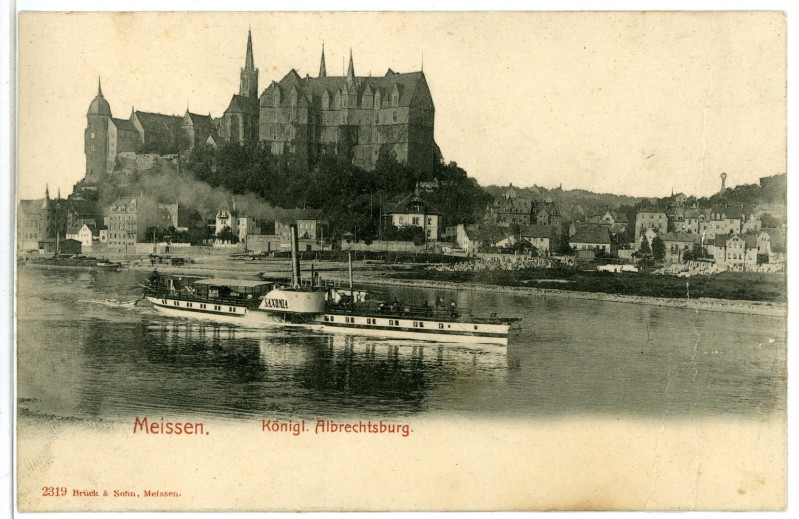 SAXONIA
Meissen. Königl. Albrechtsburg.
2319 Brück & Sohn, Meissen.